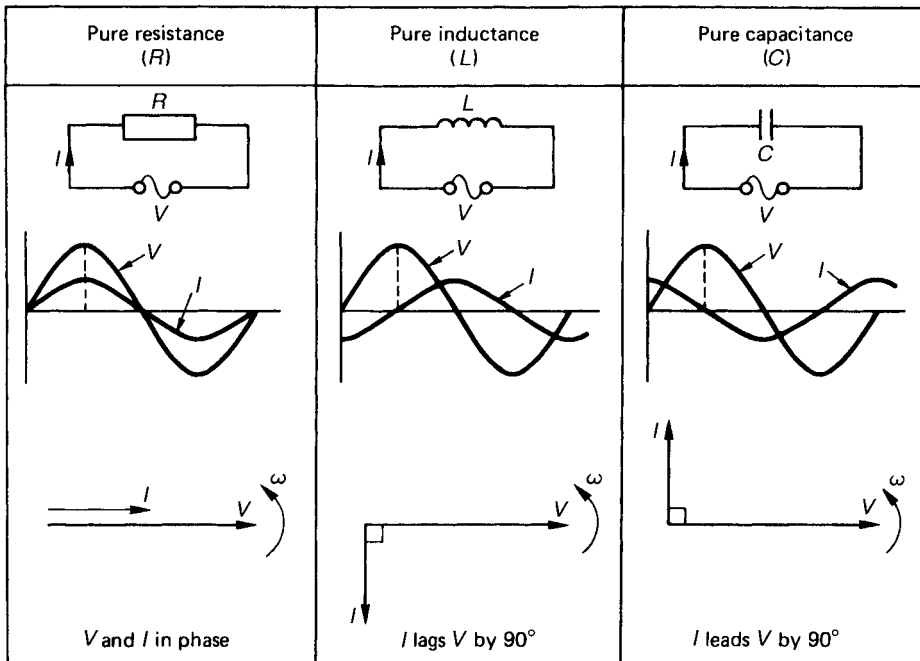 Pure resistance
(R)
R
I
V
V
I
I
V
ω
V and I in phase
Pure inductance
(L)
L
I
V
V
I
V
ω
I
I lags V by 90°
Pure capacitance
(C)
I
C
V
V
I
I
V
ω
I leads V by 90°